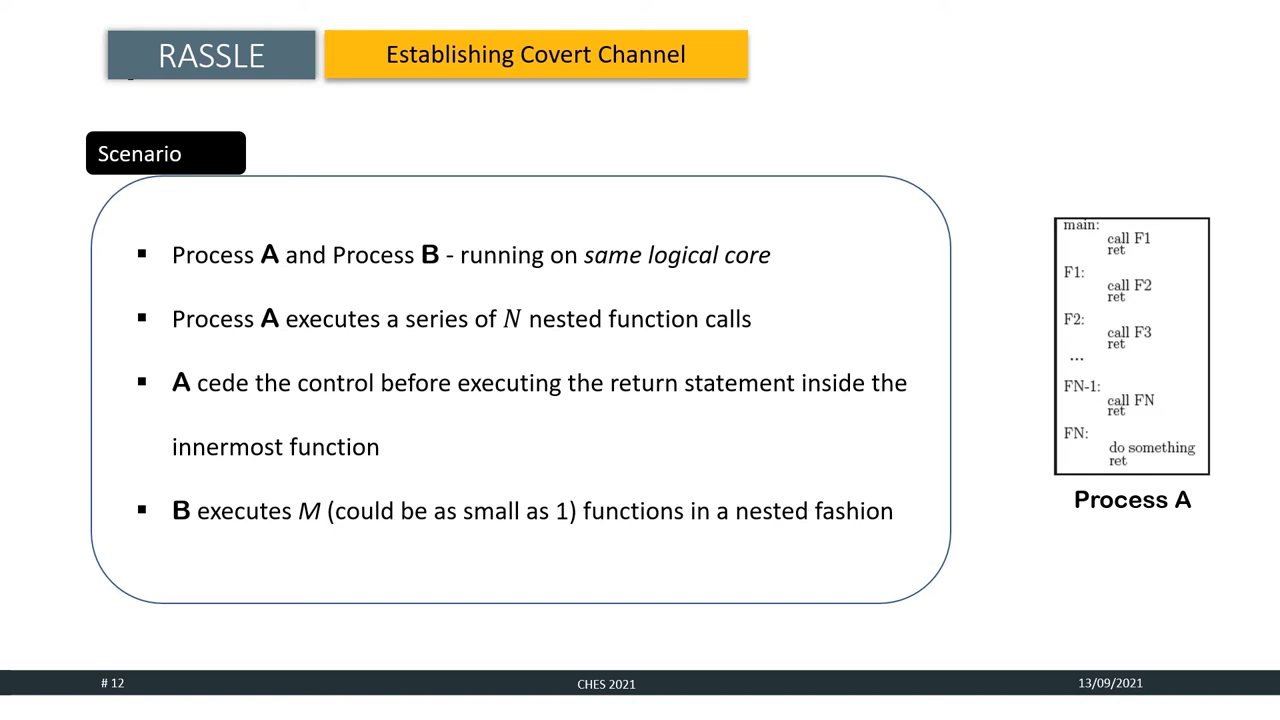 RASSLE
Establishing Covert Channel
Scenario
▪ Process A and Process B - running on same logical core
▪ Process A executes a series of N nested function calls
▪ A cede the control before executing the return statement inside the
innermost function
▪ B executes M (could be as small as 1) functions in a nested fashion
main:
call F1
ret
F1:
call F2
ret
F2:
call F3
ret
...
FN-1:
call FN
ret
FN:
do something
ret
Process A
# 12
CHES 2021
13/09/2021